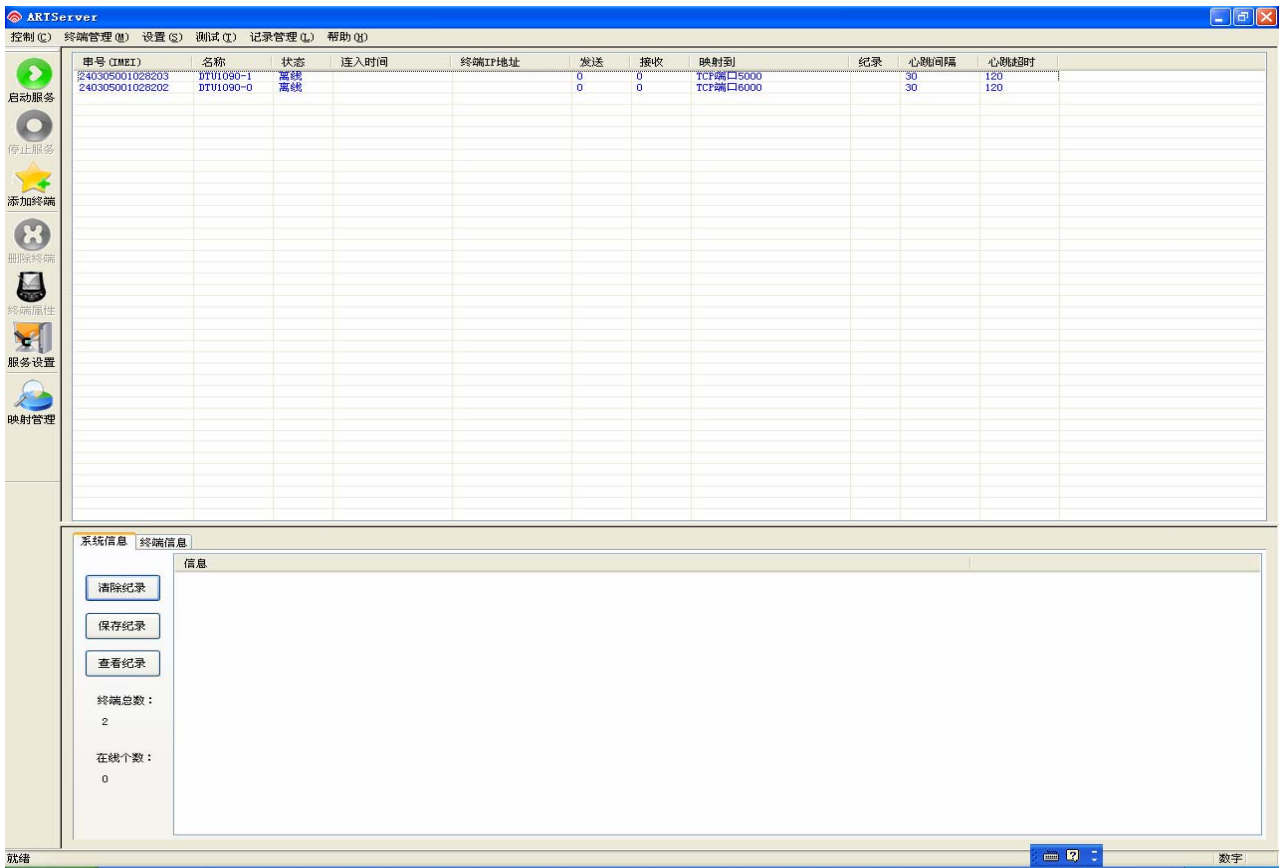 ARTServer
控制(C) 终端管理(M) 设置(S) 测试(T) 记录管理(L) 帮助(H)
串号(IMEI) 名称 状态 连入时间 终端IP地址 发送 接收 映射到 纪录 心跳间隔 心跳超时
240305001028203 DTU1090-1 离线 0 0 TCP端口5000 30 120
240305001028202 DTU1090-0 离线 0 0 TCP端口6000 30 120
启动服务
停止服务
添加终端
删除终端
终端属性
服务设置
映射管理
系统信息 终端信息
信息
清除纪录
保存纪录
查看纪录
终端总数：
2
在线个数：
0
就绪 数字